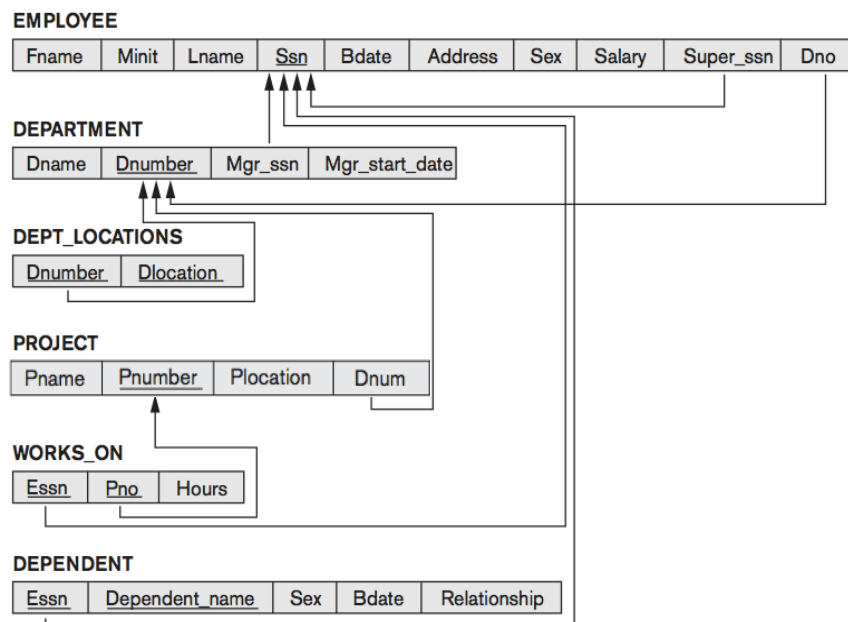 EMPLOYEE
Fname Minit Lname Ssn Bdate Address Sex Salary Super_ssn Dno
DEPARTMENT
Dname Dnumber Mgr_ssn Mgr_start_date
DEPT_LOCATIONS
Dnumber Dlocation
PROJECT
Pname Pnumber Plocation Dnum
WORKS_ON
Essn Pno Hours
DEPENDENT
Essn Dependent_name Sex Bdate Relationship